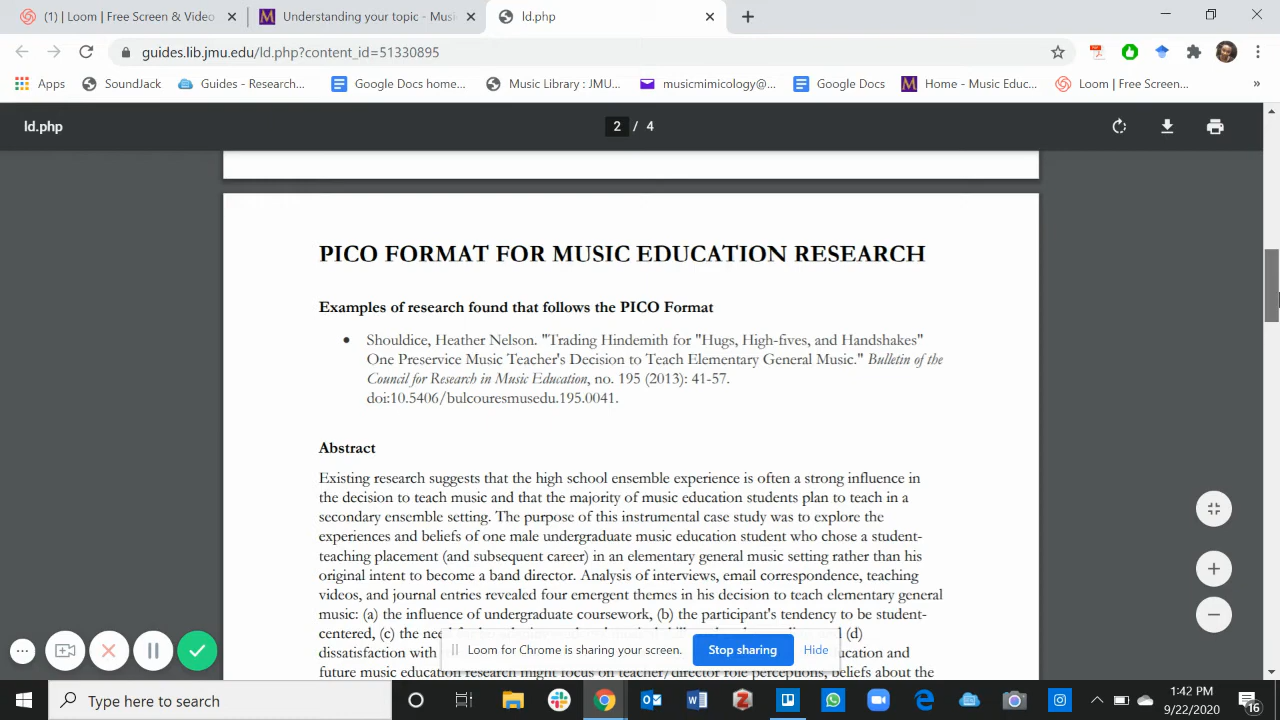 (1) | Loom | Free Screen & Video
Understanding your topic - Music
ld.php
guides.lib.jmu.edu/ld.php?content_id=51330895
Apps
SoundJack
Guides - Research...
Google Docs home...
Music Library : JMU...
musicmimicology@...
Google Docs
Home - Music Educ...
Loom | Free Screen...
»
ld.php
2 / 4
PICO FORMAT FOR MUSIC EDUCATION RESEARCH
Examples of research found that follows the PICO Format
• Shouldice, Heather Nelson. "Trading Hindemith for "Hugs, High-fives, and Handshakes"
One Preservice Music Teacher's Decision to Teach Elementary General Music." Bulletin of the
Council for Research in Music Education, no. 195 (2013): 41-57.
doi:10.5406/bulcouresmusedu.195.0041.
Abstract
Existing research suggests that the high school ensemble experience is often a strong influence in
the decision to teach music and that the majority of music education students plan to teach in a
secondary ensemble setting. The purpose of this instrumental case study was to explore the
experiences and beliefs of one male undergraduate music education student who chose a student-
teaching placement (and subsequent career) in an elementary general music setting rather than his
original intent to become a band director. Analysis of interviews, email correspondence, teaching
videos, and journal entries revealed four emergent themes in his decision to teach elementary general
music: (a) the influence of undergraduate coursework, (b) the participant's tendency to be student-
centered, (c) the need (d)
dissatisfaction with education and
future music education research might focus on teacher/director role perceptions, beliefs about the
Loom for Chrome is sharing your screen.
Stop sharing
Hide
Type here to search
1:42 PM
9/22/2020
16